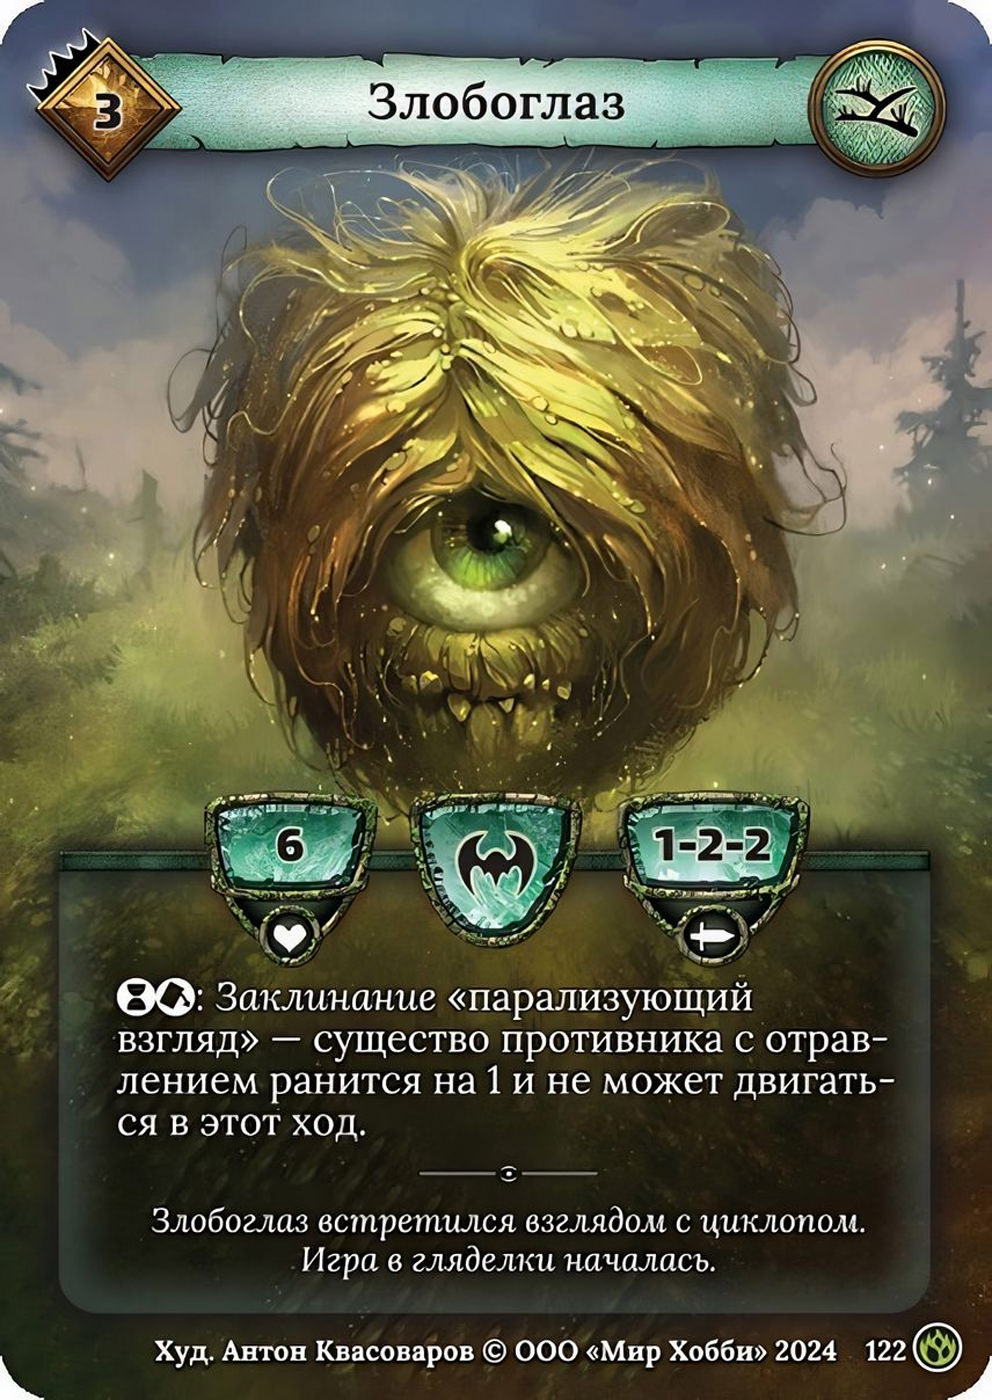 3
Злобоглаз
6
1-2-2
: Заклинание «парализующий
взгляд» — существо противника с отрав-
лением ранится на 1 и не может двигать-
ся в этот ход.
Злобоглаз встретился взглядом с циклопом.
Игра в гляделки началась.
Худ. Антон Квасоваров © ООО «Мир Хобби» 2024 122